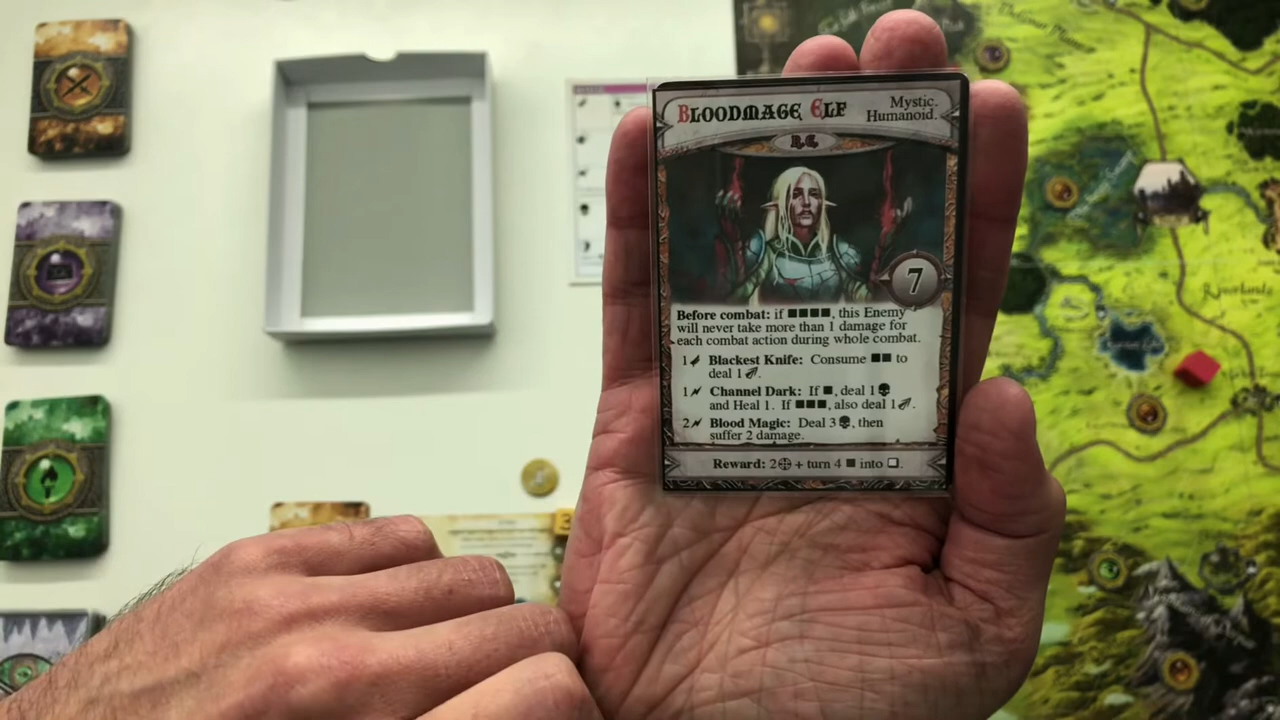 Bloodmage Elf
Mystic.
Humanoid.
R.G.
7
Before combat: if ■■■■, this Enemy
will never take more than 1 damage for
each combat action during whole combat.
1 Blackest Knife: Consume ■■ to
deal 1.
1 Channel Dark: If ■, deal 1
and Heal 1. If ■■■, also deal 1.
2 Blood Magic: Deal 3, then
suffer 2 damage.
Reward: 2 + turn 4 ■ into □.
Riverlands
3